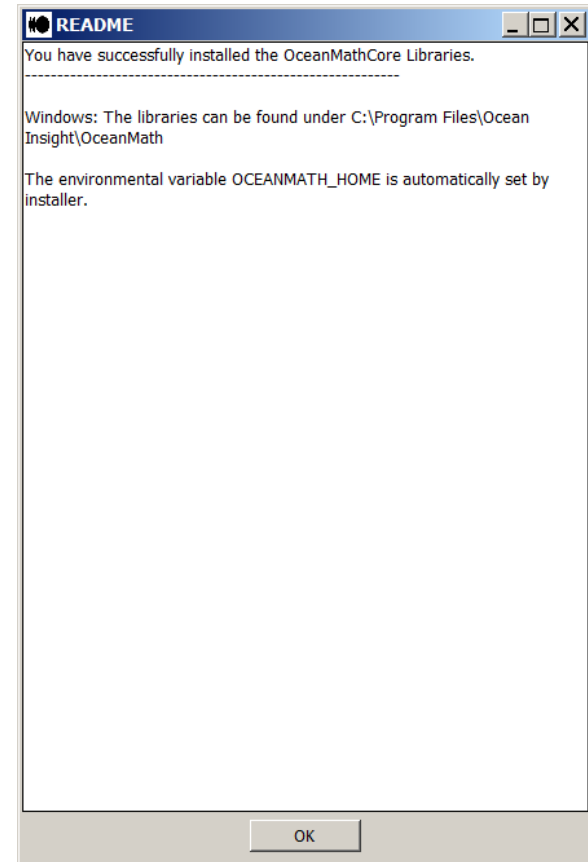 README
You have successfully installed the OceanMathCore Libraries.
----------------------------------------------------------
Windows: The libraries can be found under C:\Program Files\Ocean
Insight\OceanMath
The environmental variable OCEANMATH_HOME is automatically set by
installer.
OK